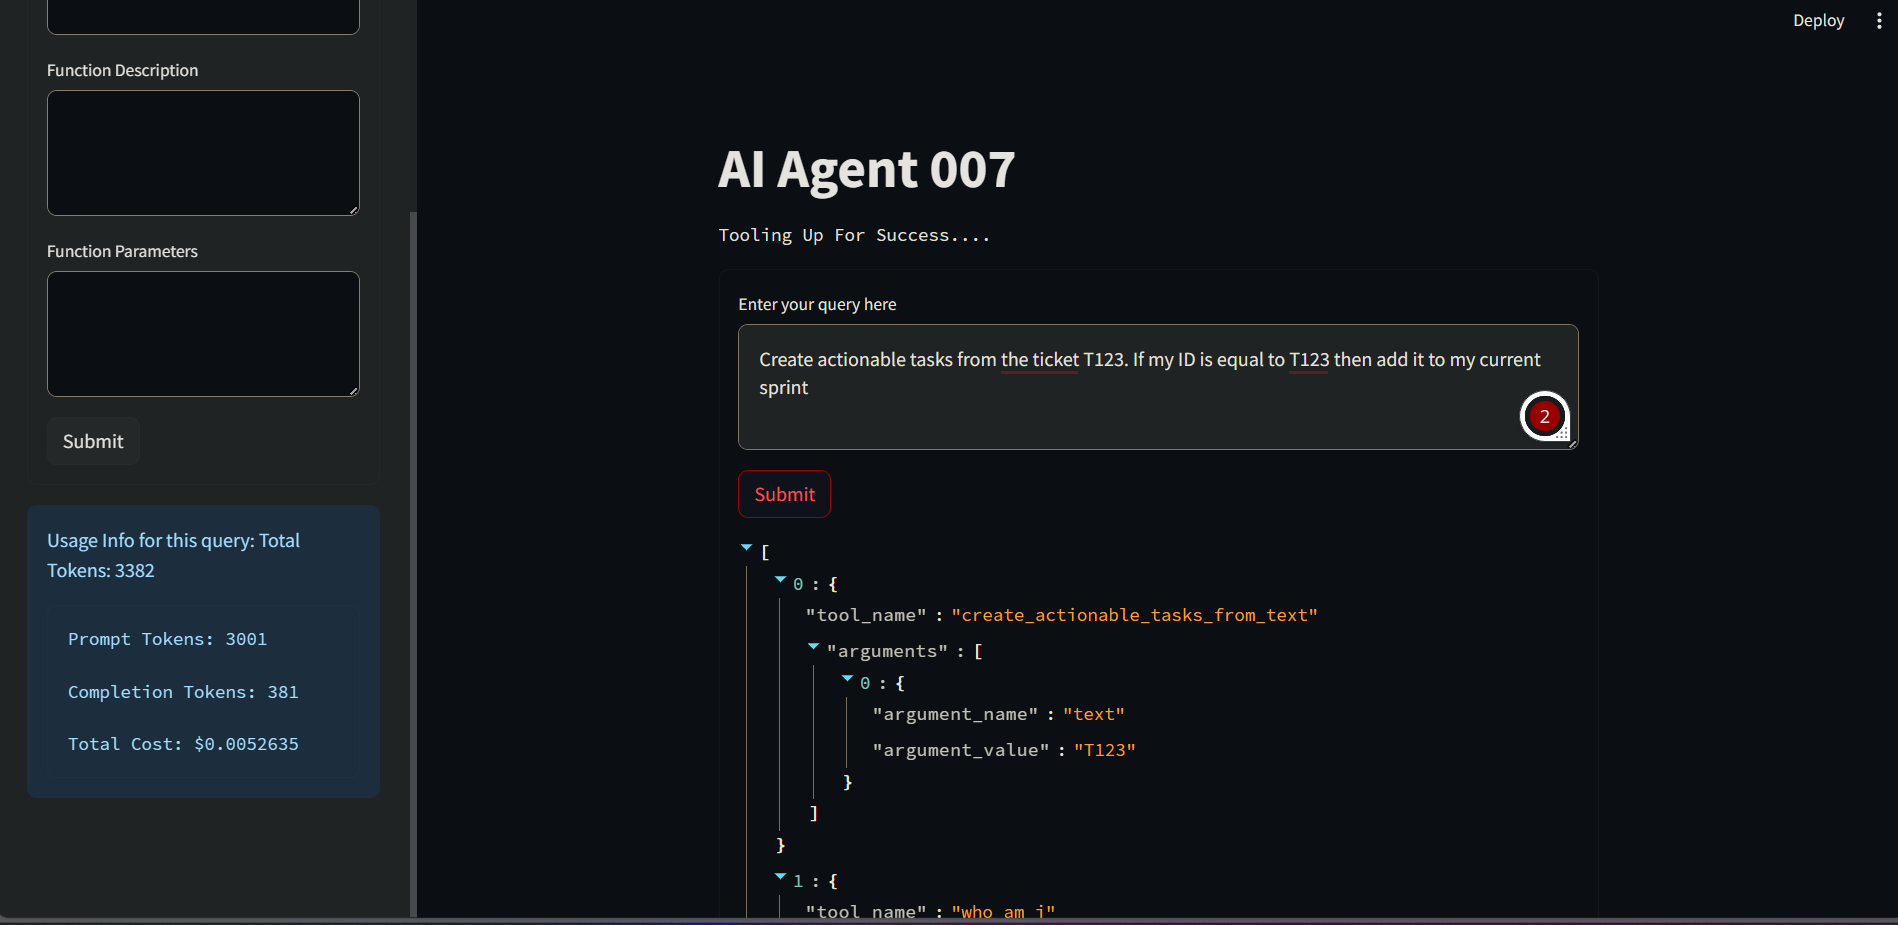 Deploy
Function Description
Function Parameters
Submit
Usage Info for this query: Total
Tokens: 3382
Prompt Tokens: 3001
Completion Tokens: 381
Total Cost: $0.0052635
AI Agent 007
Tooling Up For Success....
Enter your query here
Create actionable tasks from the ticket T123. If my ID is equal to T123 then add it to my current
sprint
2
Submit
[
0 : {
"tool_name" : "create_actionable_tasks_from_text"
"arguments" : [
0 : {
"argument_name" : "text"
"argument_value" : "T123"
}
]
}
1 : {
"tool_name" : "who_am_i"